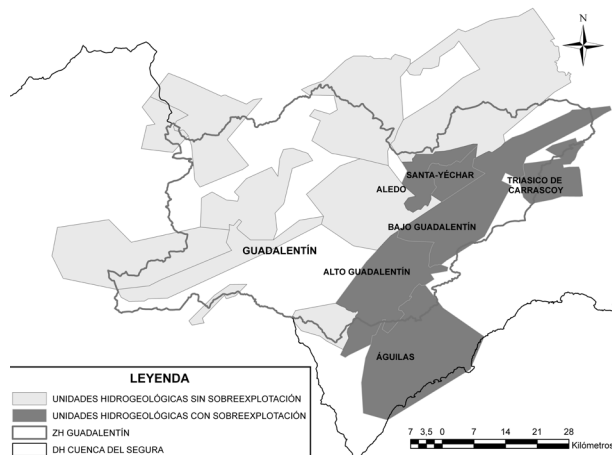 N
SANTA-YÉCHAR
TRIASICO DE
CARRASCOY
ALEDO
BAJO GUADALENTÍN
GUADALENTÍN
ALTO GUADALENTÍN
ÁGUILAS
LEYENDA
UNIDADES HIDROGEOLÓGICAS SIN SOBREEXPLOTACIÓN
UNIDADES HIDROGEOLÓGICAS CON SOBREEXPLOTACIÓN
ZH GUADALENTÍN
DH CUENCA DEL SEGURA
7 3,5 0 7 14 21 28
Kilómetros